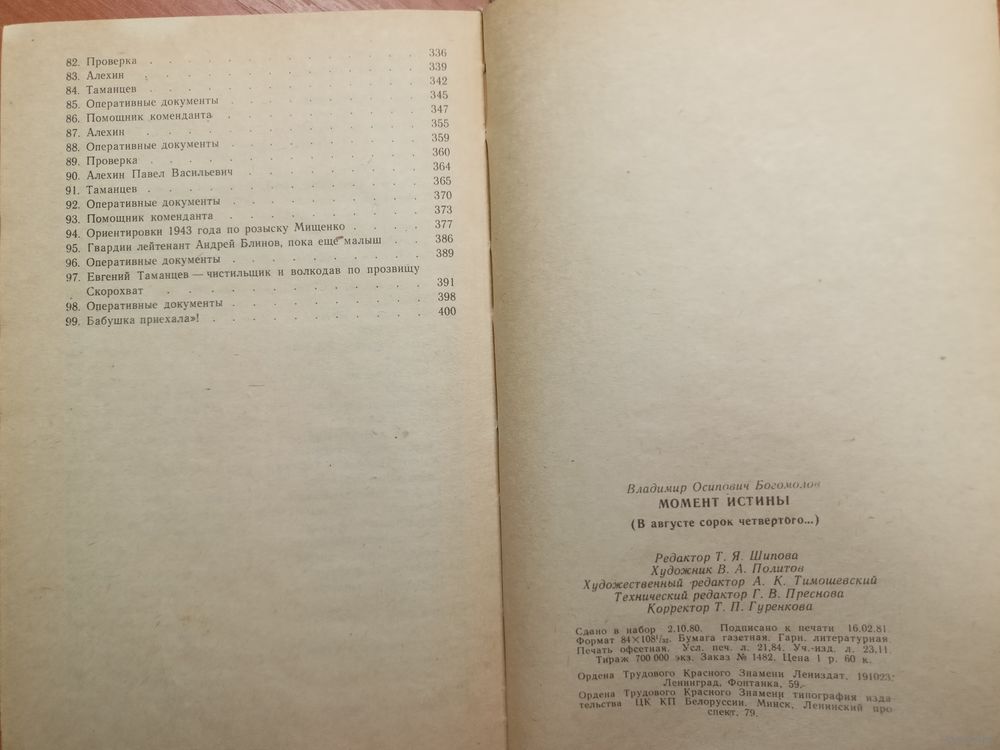 82. Проверка . . . . . . . . . . . . 336
83. Алехин . . . . . . . . . . . . 339
84. Таманцев . . . . . . . . . . . . 342
85. Оперативные документы . . . . . . . . 345
86. Помощник коменданта . . . . . . . . 347
87. Алехин . . . . . . . . . . . . 355
88. Оперативные документы . . . . . . . . 359
89. Проверка . . . . . . . . . . . . 360
90. Алехин Павел Васильевич . . . . . . . . 364
91. Таманцев . . . . . . . . . . . . 365
92. Оперативные документы . . . . . . . . 370
93. Помощник коменданта . . . . . . . . 373
94. Ориентировки 1943 года по розыску Мищенко . . . . 377
95. Гвардии лейтенант Андрей Блинов, пока еще малыш . . 386
96. Оперативные документы . . . . . . . . 389
97. Евгений Таманцев — чистильщик и волкодав по прозвищу
Скорохват . . . . . . . . . . . . 391
98. Оперативные документы . . . . . . . . 398
99. Бабушка приехала»! . . . . . . . . . 400
Владимир Осипович Богомолов
МОМЕНТ ИСТИНЫ
(В августе сорок четвертого...)
Редактор Т. Я. Шипова
Художник В. А. Политов
Художественный редактор А. К. Тимошевский
Технический редактор Г. В. Преснова
Корректор Т. П. Гуренкова
Сдано в набор 2.10.80. Подписано к печати 16.02.81.
Формат 84×108¹/₃₂. Бумага газетная. Гарн. литературная.
Печать офсетная. Усл. печ. л. 21,84. Уч.-изд. л. 23,11.
Тираж 700 000 экз. Заказ № 1482. Цена 1 р. 60 к.
Ордена Трудового Красного Знамени Лениздат, 191023,
Ленинград, Фонтанка, 59.
Ордена Трудового Красного Знамени типография изда
тельства ЦК КП Белоруссии. Минск, Ленинский про
спект, 79.